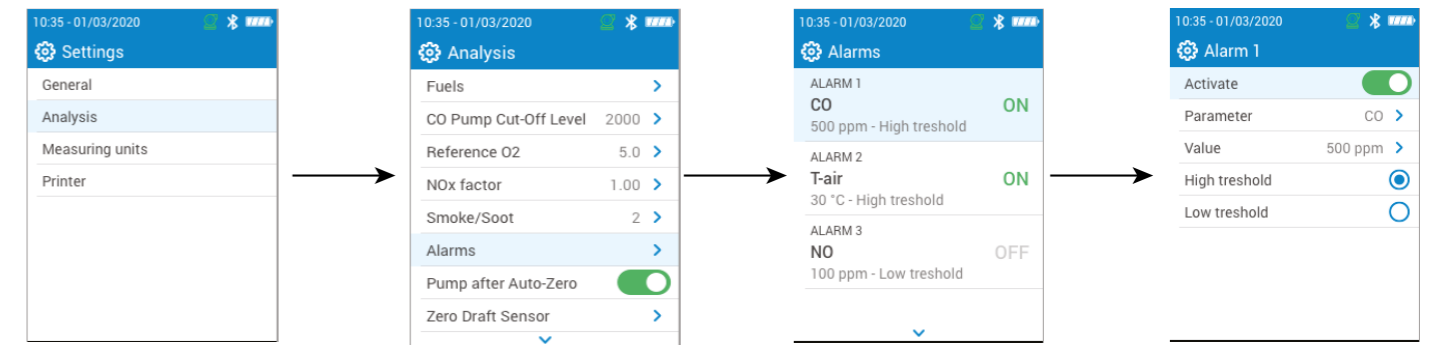 10:35 - 01/03/2020
Settings
General
Analysis
Measuring units
Printer
10:35 - 01/03/2020
Analysis
Fuels
CO Pump Cut-Off Level 2000
Reference O2 5.0
NOx factor 1.00
Smoke/Soot 2
Alarms
Pump after Auto-Zero
Zero Draft Sensor
10:35 - 01/03/2020
Alarms
ALARM 1
CO ON
500 ppm - High treshold
ALARM 2
T-air ON
30 °C - High treshold
ALARM 3
NO OFF
100 ppm - Low treshold
10:35 - 01/03/2020
Alarm 1
Activate
Parameter CO
Value 500 ppm
High treshold
Low treshold